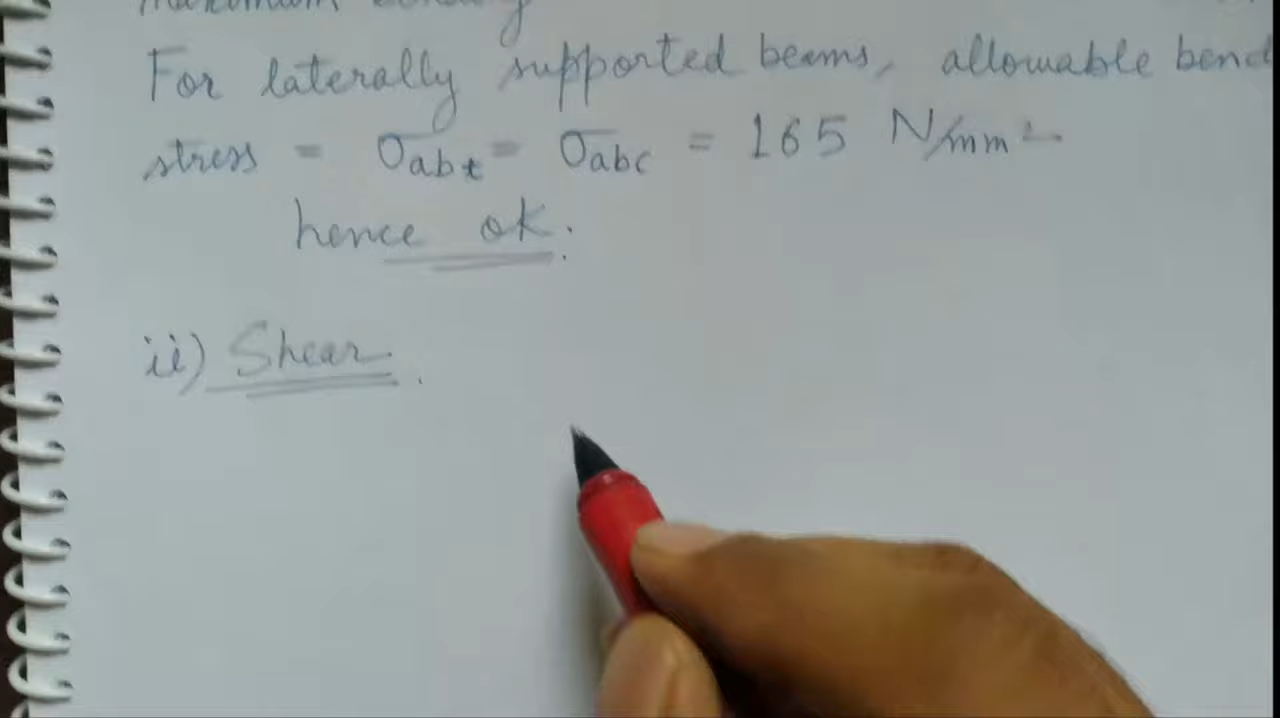 For laterally supported beams, allowable bend
stress = σabt = σabc = 165 N/mm²
hence ok.
ii) Shear.